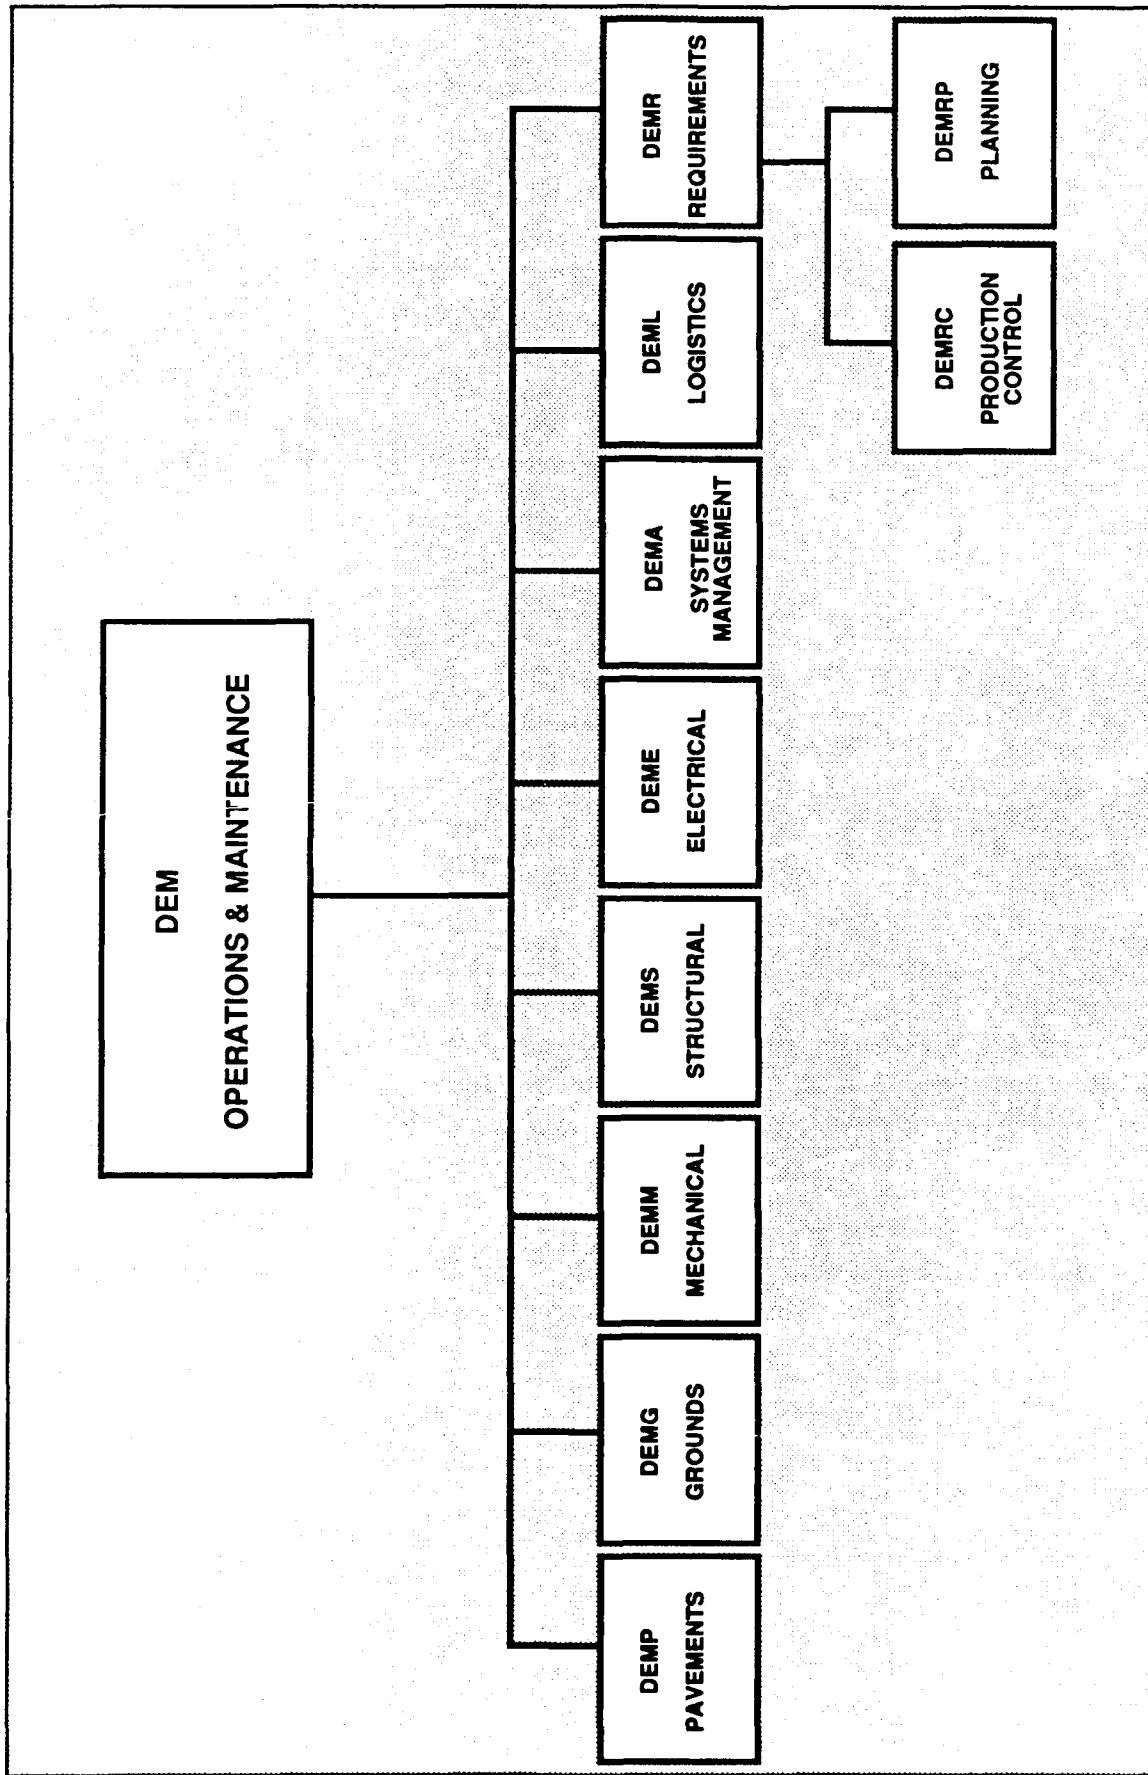 DEM
OPERATIONS & MAINTENANCE
DEMP
PAVEMENTS
DEMG
GROUNDS
DEMM
MECHANICAL
DEMS
STRUCTURAL
DEME
ELECTRICAL
DEMA
SYSTEMS
MANAGEMENT
DEML
LOGISTICS
DEMR
REQUIREMENTS
DEMRC
PRODUCTION
CONTROL
DEMRP
PLANNING